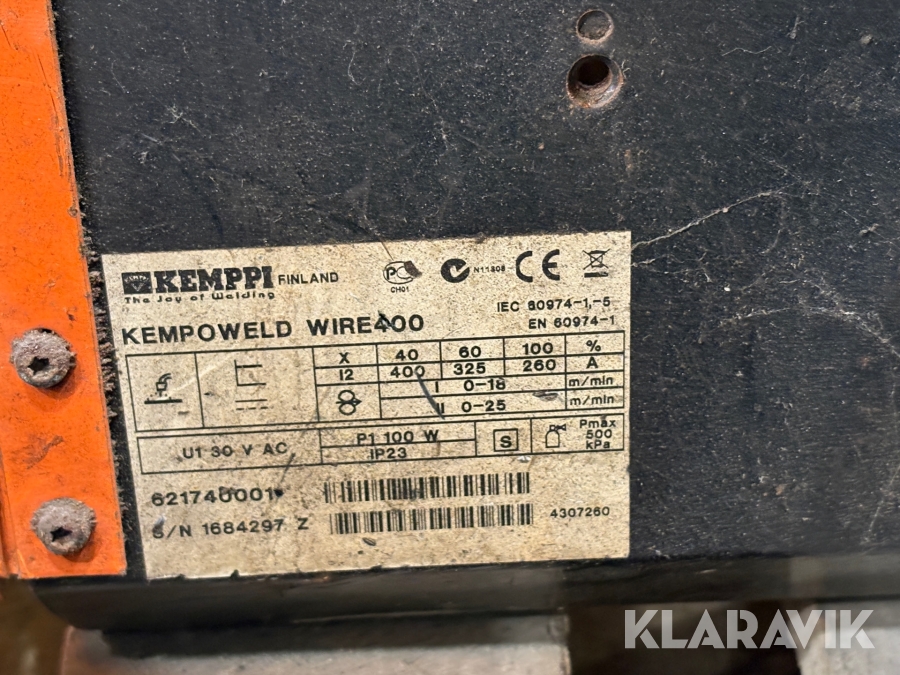 KEMPPI FINLAND
The Joy of Welding
PC
CH01
N11808
CE
IEC 60974-1,-5
EN 60974-1
KEMPOWELD WIRE400
X 40 60 100 %
I2 400 325 260 A
I 0-18 m/min
II 0-25 m/min
U1 30 V AC
P1 100 W
IP23
S
Pmax
500
kPa
621740001
S/N 1684297 Z
4307260
KLARAVIK